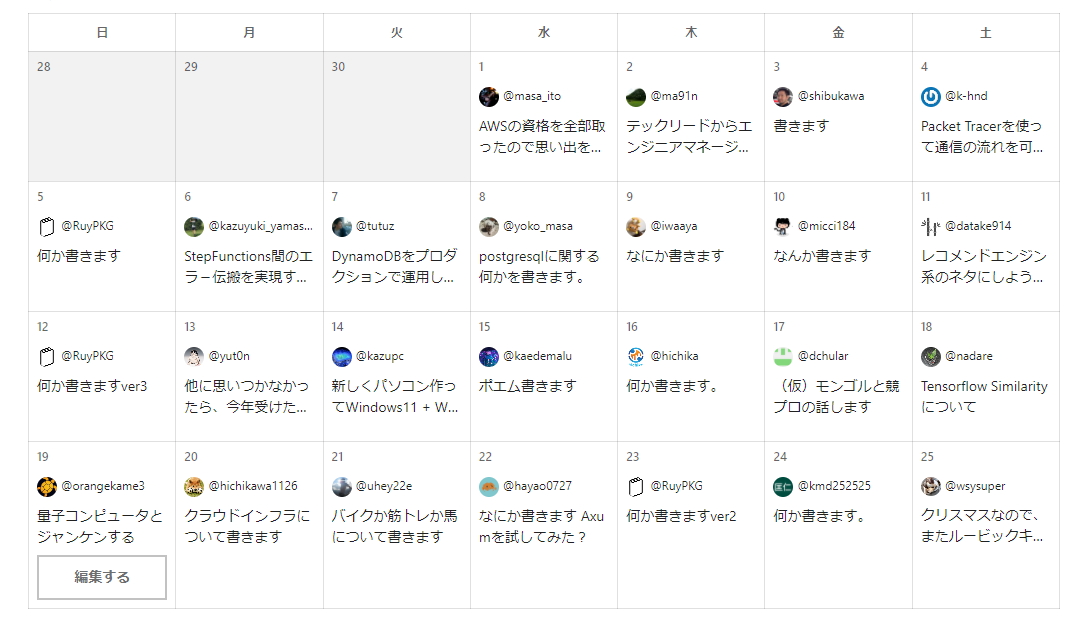 日 月 火 水 木 金 土
28 29 30 1 2 3 4
@masa_ito @ma91n @shibukawa @k-hnd
AWSの資格を全部取 テックリードからエ 書きます Packet Tracerを使っ
ったので思い出を... ンジニアマネージ... て通信の流れを可...
5 6 7 8 9 10 11
@RuyPKG @kazuyuki_yamas... @tutuz @yoko_masa @iwaaya @micci184 @datake914
何か書きます StepFunctions間のエ DynamoDBをプロダ postgresqlに関する なにか書きます なんか書きます レコメンドエンジン
ラー伝搬を実現す... クションで運用し... 何かを書きます。 系のネタにしよう...
12 13 14 15 16 17 18
@RuyPKG @yut0n @kazupc @kaedemalu @hichika @dchular @nadare
何か書きますver3 他に思いつかなかっ 新しくパソコン作っ ポエム書きます 何か書きます。 （仮）モンゴルと競 Tensorflow Similarity
たら、今年受けた... てWindows11 + W... プロの話します について
19 20 21 22 23 24 25
@orangekame3 @hichikawa1126 @uhey22e @hayao0727 @RuyPKG @kmd252525 @wsysuper
量子コンピュータと クラウドインフラに バイクか筋トレか馬 なにか書きます Axu 何か書きますver2 何か書きます。 クリスマスなので、
ジャンケンする ついて書きます について書きます mを試してみた？ またルービックキ...
編集する